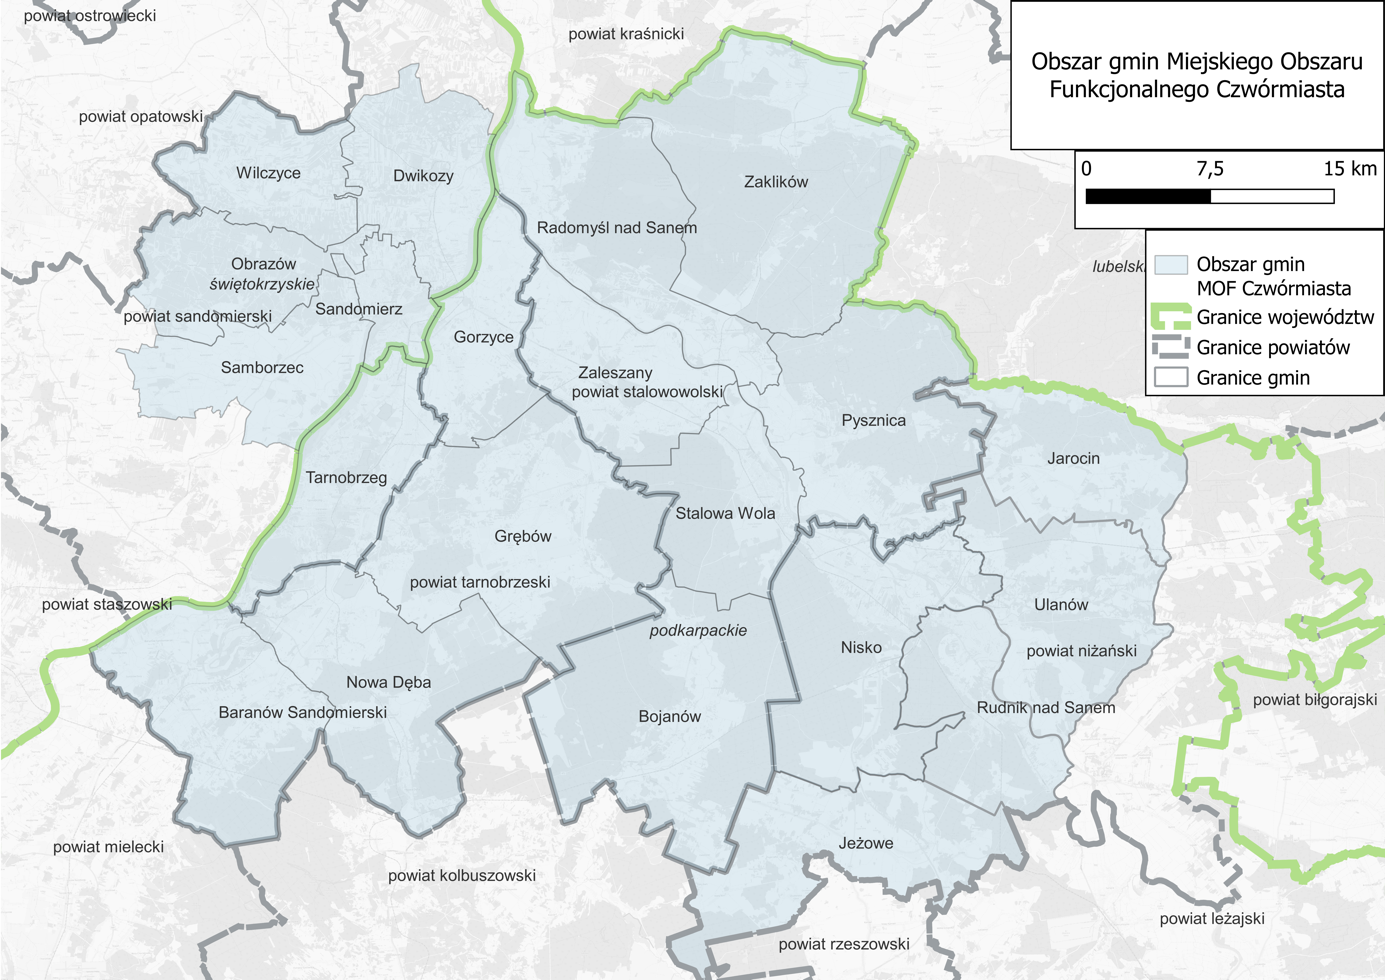 powiat ostrowiecki
powiat kraśnicki
Obszar gmin Miejskiego Obszaru
Funkcjonalnego Czwórmiasta
powiat opatowski
0 7,5 15 km
Wilczyce
Dwikozy
Zaklików
Radomyśl nad Sanem
Obrazów
świętokrzyskie
lubelski
Obszar gmin
MOF Czwórmiasta
Granice województw
Granice powiatów
Granice gmin
powiat sandomierski
Sandomierz
Gorzyce
Samborzec
Zaleszany
powiat stalowowolski
Pysznica
Jarocin
Tarnobrzeg
Stalowa Wola
Grębów
powiat tarnobrzeski
powiat staszowski
Ulanów
podkarpackie
Nisko
powiat niżański
Nowa Dęba
Baranów Sandomierski
Bojanów
Rudnik nad Sanem
powiat biłgorajski
powiat mielecki
Jeżowe
powiat kolbuszowski
powiat leżajski
powiat rzeszowski